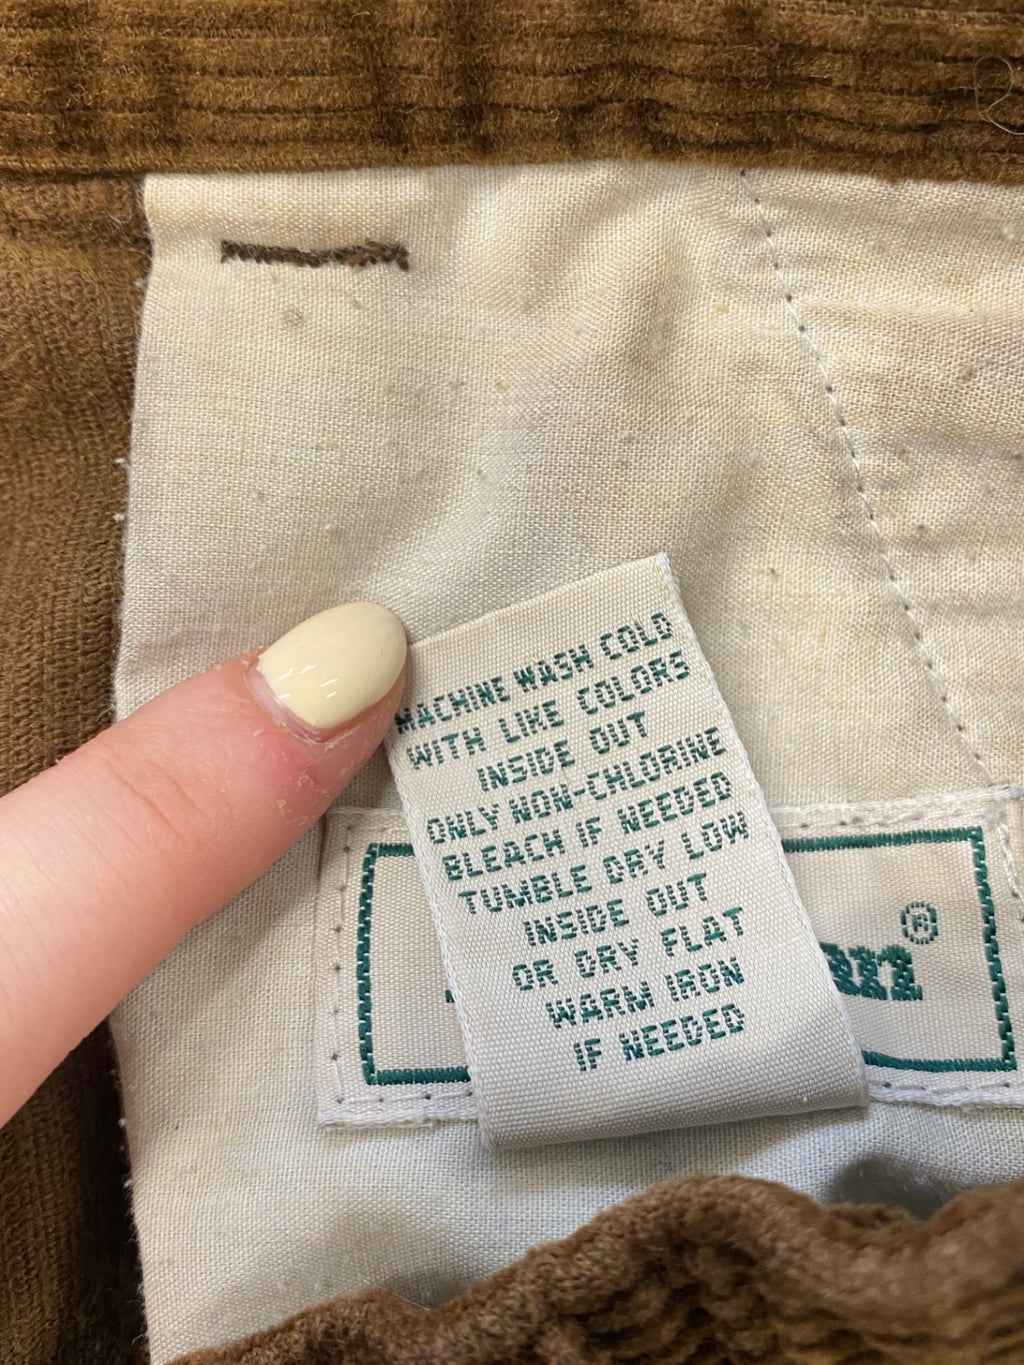 MACHINE WASH COLD
WITH LIKE COLORS
INSIDE OUT
ONLY NON-CHLORINE
BLEACH IF NEEDED
TUMBLE DRY LOW
INSIDE OUT
OR DRY FLAT
WARM IRON
IF NEEDED